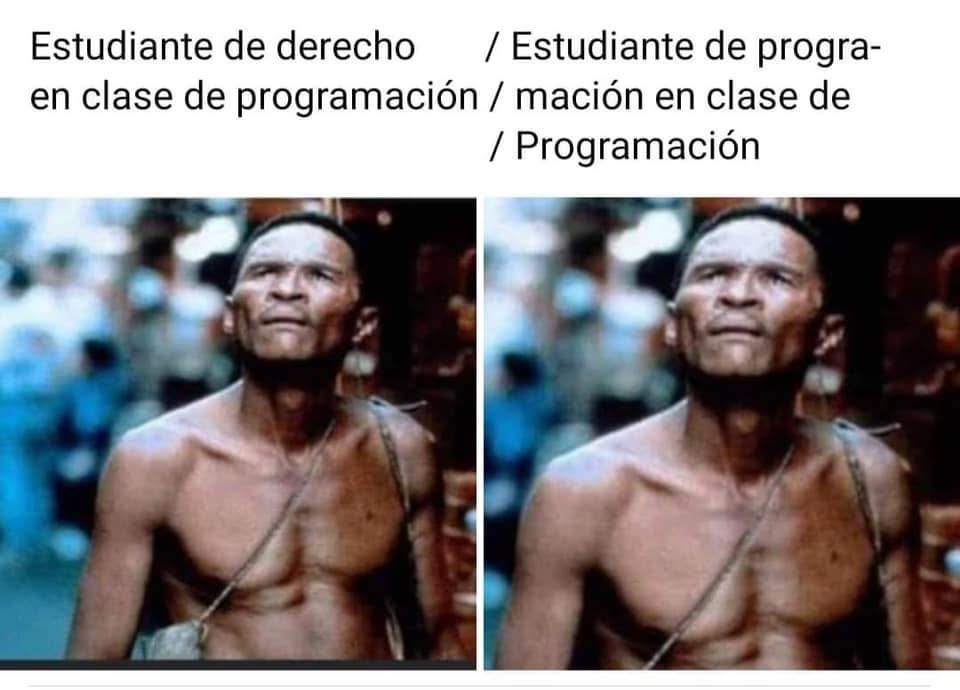 Estudiante de derecho / Estudiante de progra-
en clase de programación / mación en clase de
/ Programación